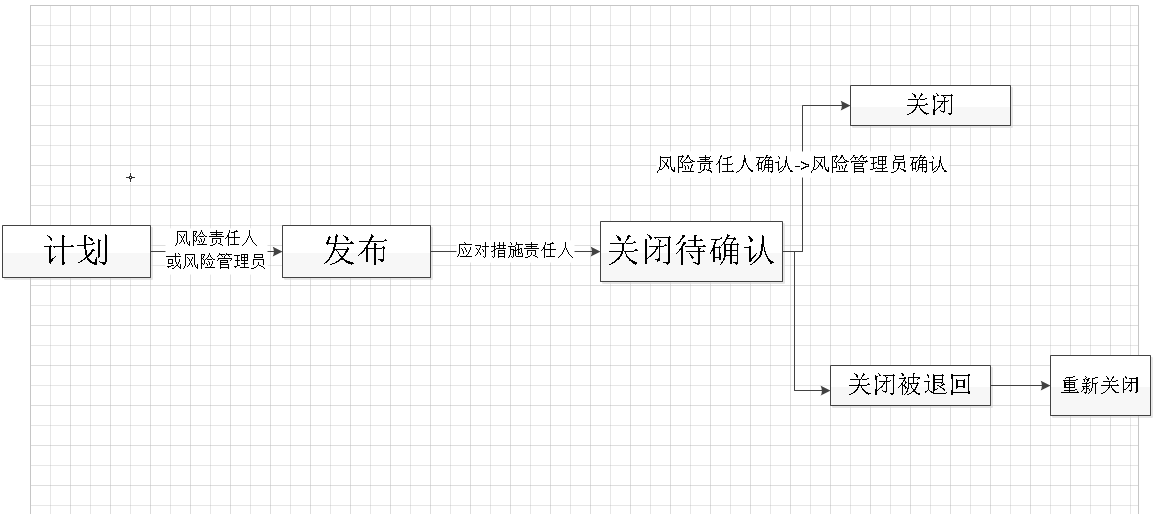 关闭
风险责任人确认->风险管理员确认
计划
风险责任人
或风险管理员
发布
应对措施责任人
关闭待确认
关闭被退回
重新关闭